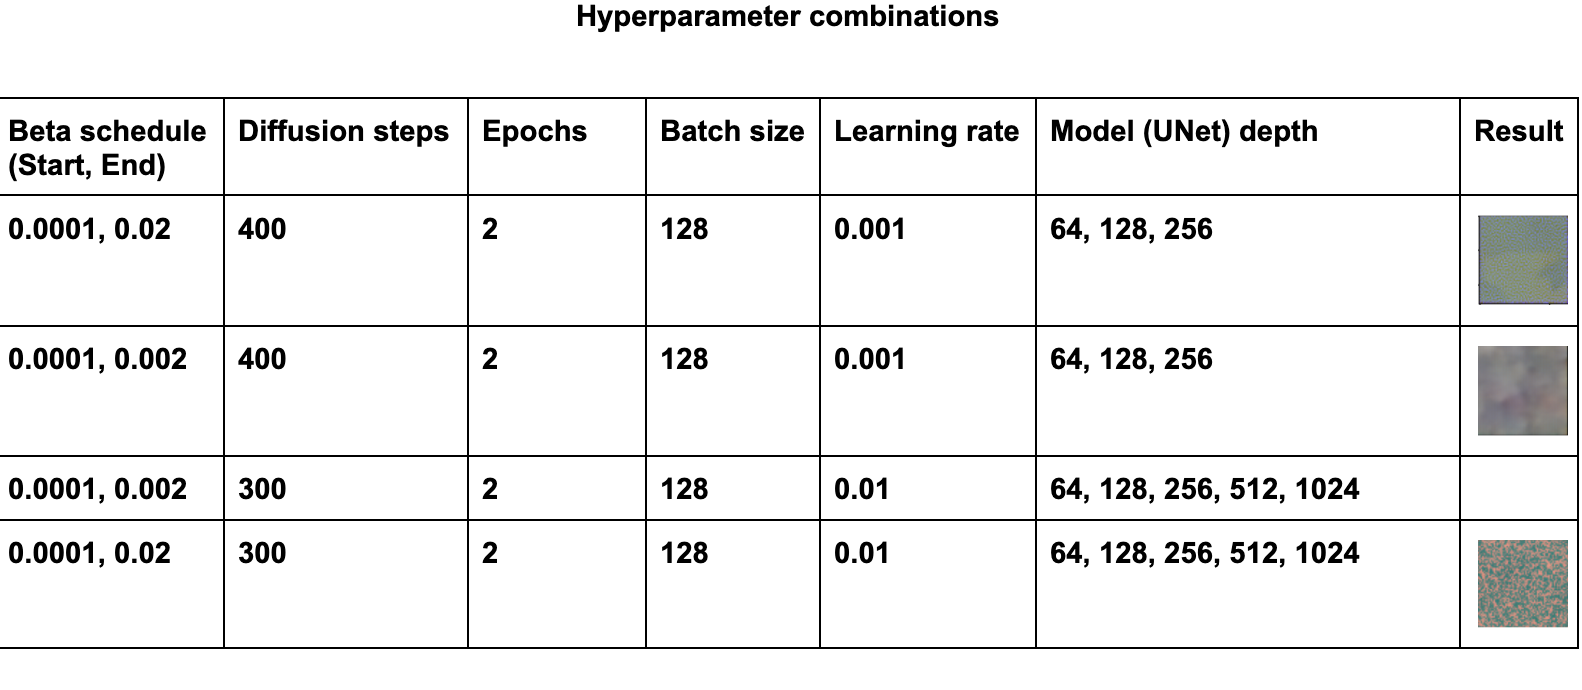 Hyperparameter combinations
Beta schedule (Start, End) Diffusion steps Epochs Batch size Learning rate Model (UNet) depth Result
0.0001, 0.02 400 2 128 0.001 64, 128, 256
0.0001, 0.002 400 2 128 0.001 64, 128, 256
0.0001, 0.002 300 2 128 0.01 64, 128, 256, 512, 1024
0.0001, 0.02 300 2 128 0.01 64, 128, 256, 512, 1024